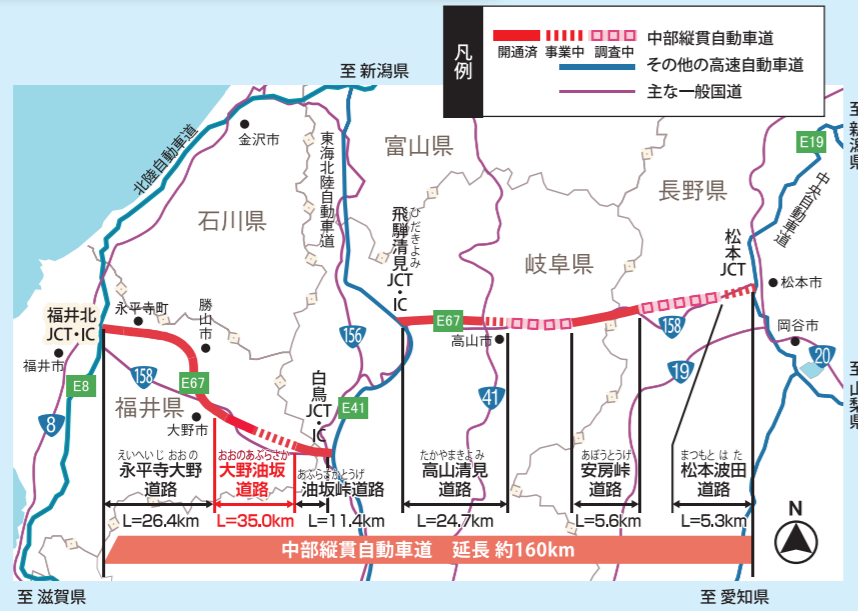 凡例
開通済 事業中 調査中
中部縦貫自動車道
その他の高速自動車道
主な一般国道
至 新潟県
至 新潟県
金沢市
北陸自動車道
東海北陸自動車道
富山県
石川県
長野県
岐阜県
福井県
E19
中央自動車道
ひだきよみ
飛騨清見
JCT・IC
松本
JCT
松本市
岡谷市
福井北
JCT・IC
永平寺町
勝山市
福井市
大野市
高山市
白鳥
JCT・IC
E67
E67
E8
E41
8
158
156
41
158
19
20
至 山梨県
えいへいじ おおの
永平寺大野
道路
L=26.4km
おおのあぶらさか
大野油坂
道路
L=35.0km
あぶらさかとうげ
油坂峠道路
L=11.4km
たかやまきよみ
高山清見
道路
L=24.7km
あぼうとうげ
安房峠
道路
L=5.6km
まつもと は た
松本波田
道路
L=5.3km
中部縦貫自動車道 延長 約160km
N
至 滋賀県
至 愛知県